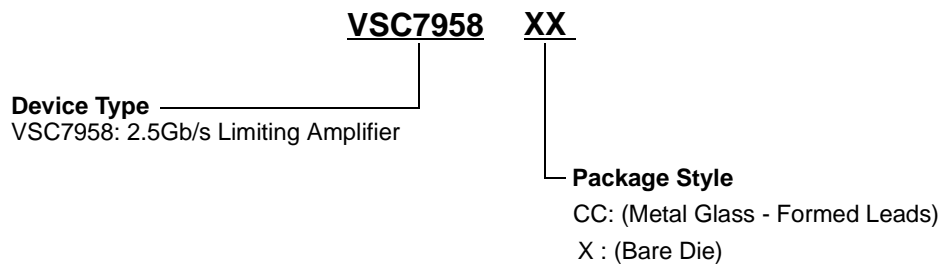 VSC7958 XX
Device Type
VSC7958: 2.5Gb/s Limiting Amplifier
Package Style
CC: (Metal Glass - Formed Leads)
X : (Bare Die)